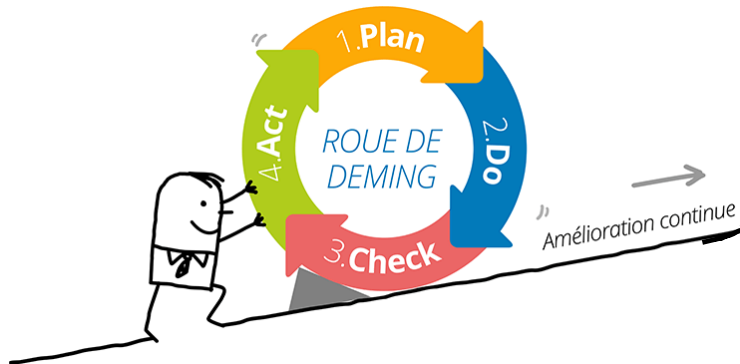 1.Plan
2.Do
3.Check
4.Act
ROUE DE
DEMING
Amélioration continue